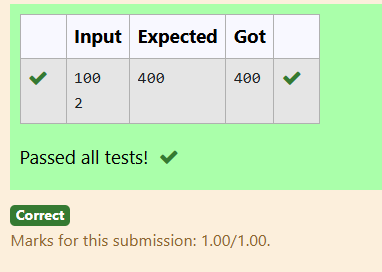 Input Expected Got
100 400 400
2
Passed all tests!
Correct
Marks for this submission: 1.00/1.00.